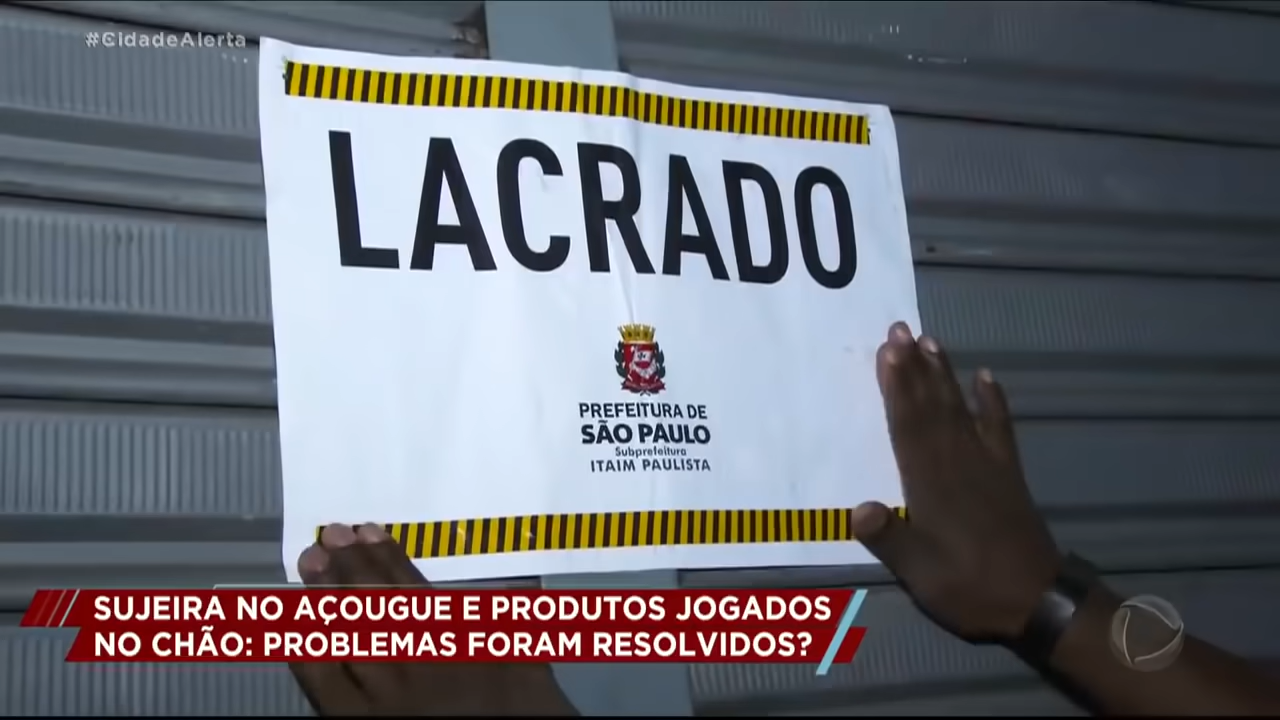 #CidadeAlerta
LACRADO
PREFEITURA DE
SÃO PAULO
Subprefeitura
ITAIM PAULISTA
SUJEIRA NO AÇOUGUE E PRODUTOS JOGADOS
NO CHÃO: PROBLEMAS FORAM RESOLVIDOS?